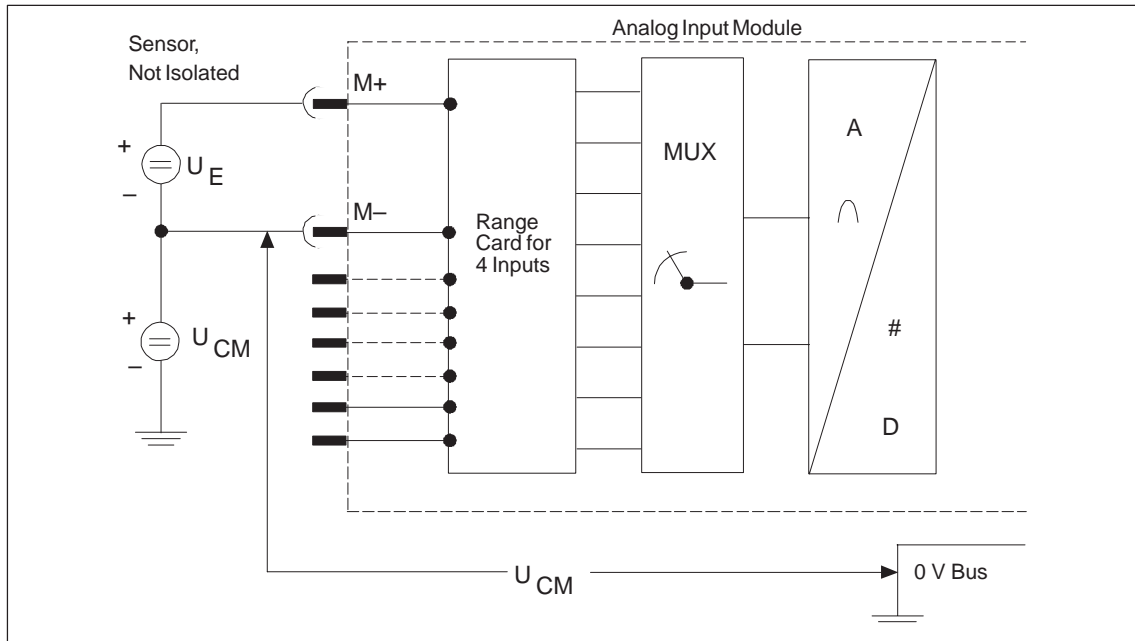 Analog Input Module
Sensor,
Not Isolated
M+
+
U E
–
M–
+
U CM
–
Range
Card for
4 Inputs
MUX
A
#
D
U CM
0 V Bus